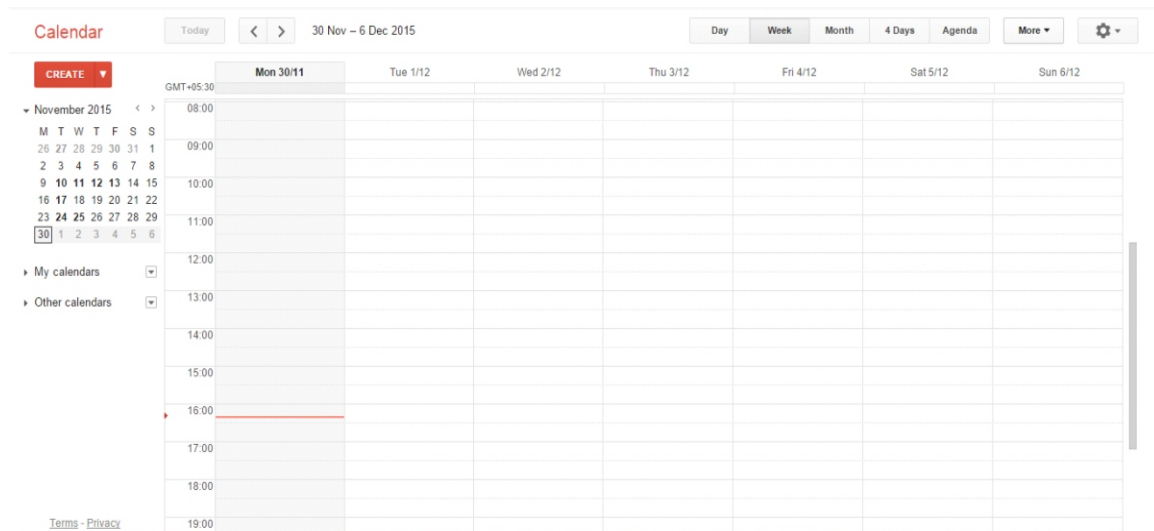 Calendar Today 30 Nov – 6 Dec 2015 Day Week Month 4 Days Agenda More
CREATE
Mon 30/11 Tue 1/12 Wed 2/12 Thu 3/12 Fri 4/12 Sat 5/12 Sun 6/12
GMT+05:30
November 2015
M T W T F S S
26 27 28 29 30 31 1
2 3 4 5 6 7 8
9 10 11 12 13 14 15
16 17 18 19 20 21 22
23 24 25 26 27 28 29
30 1 2 3 4 5 6
My calendars
Other calendars
08:00
09:00
10:00
11:00
12:00
13:00
14:00
15:00
16:00
17:00
18:00
19:00
Terms - Privacy